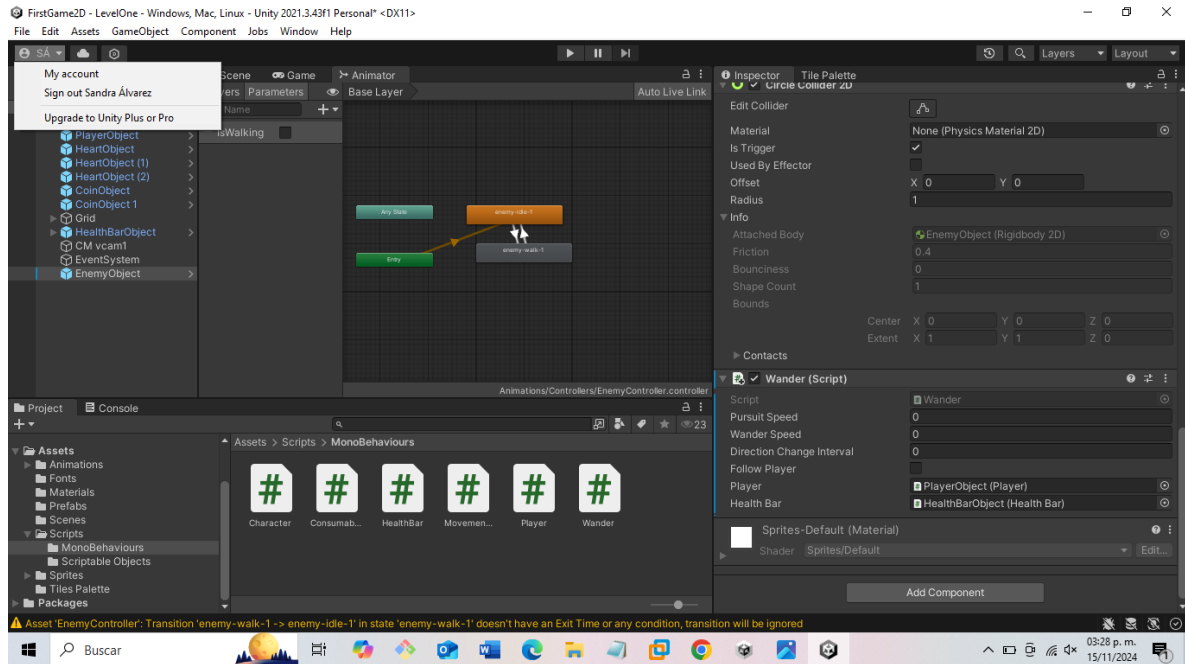 FirstGame2D - LevelOne - Windows, Mac, Linux - Unity 2021.3.43f1 Personal* <DX11>
File Edit Assets GameObject Component Jobs Window Help
SÁ
Layers Layout
My account
Sign out Sandra Álvarez
Upgrade to Unity Plus or Pro
Scene Game Animator
Parameters Base Layer Auto Live Link
Name
isWalking
PlayerObject
HeartObject
HeartObject (1)
HeartObject (2)
CoinObject
CoinObject 1
Grid
HealthBarObject
CM vcam1
EventSystem
EnemyObject
Any State
enemy-idle-1
Entry
enemy-walk-1
Animations/Controllers/EnemyController.controller
Inspector Tile Palette
Circle Collider 2D
Edit Collider
Material None (Physics Material 2D)
Is Trigger
Used By Effector
Offset X 0 Y 0
Radius 1
Info
Attached Body EnemyObject (Rigidbody 2D)
Friction 0.4
Bounciness 0
Shape Count 1
Bounds
Center X 0 Y 0 Z 0
Extent X 1 Y 1 Z 0
Contacts
Wander (Script)
Script Wander
Pursuit Speed 0
Wander Speed 0
Direction Change Interval 0
Follow Player
Player PlayerObject (Player)
Health Bar HealthBarObject (Health Bar)
Sprites-Default (Material)
Shader Sprites/Default Edit...
Add Component
Project Console
23
Assets
Animations
Fonts
Materials
Prefabs
Scenes
Scripts
MonoBehaviours
Scriptable Objects
Sprites
Tiles Palette
Packages
Assets > Scripts > MonoBehaviours
Character Consumab... HealthBar Movemen... Player Wander
Asset 'EnemyController': Transition 'enemy-walk-1 -> enemy-idle-1' in state 'enemy-walk-1' doesn't have an Exit Time or any condition, transition will be ignored
Buscar
03:28 p. m.
15/11/2024
1